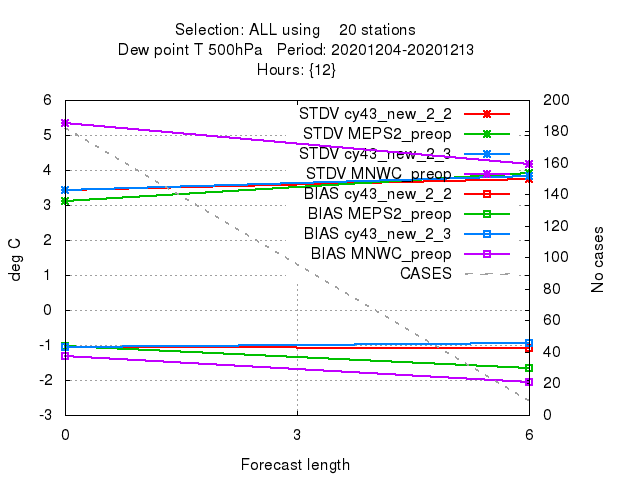 Selection: ALL using    20 stations
Dew point T 500hPa   Period: 20201204-20201213
Hours: {12}
STDV cy43_new_2_2
STDV MEPS2_preop
STDV cy43_new_2_3
STDV MNWC_preop
BIAS cy43_new_2_2
BIAS MEPS2_preop
BIAS cy43_new_2_3
BIAS MNWC_preop
CASES
6
5
4
3
2
1
0
-1
-2
-3
deg C
200
180
160
140
120
100
80
60
40
20
0
No cases
0 3 6
Forecast length